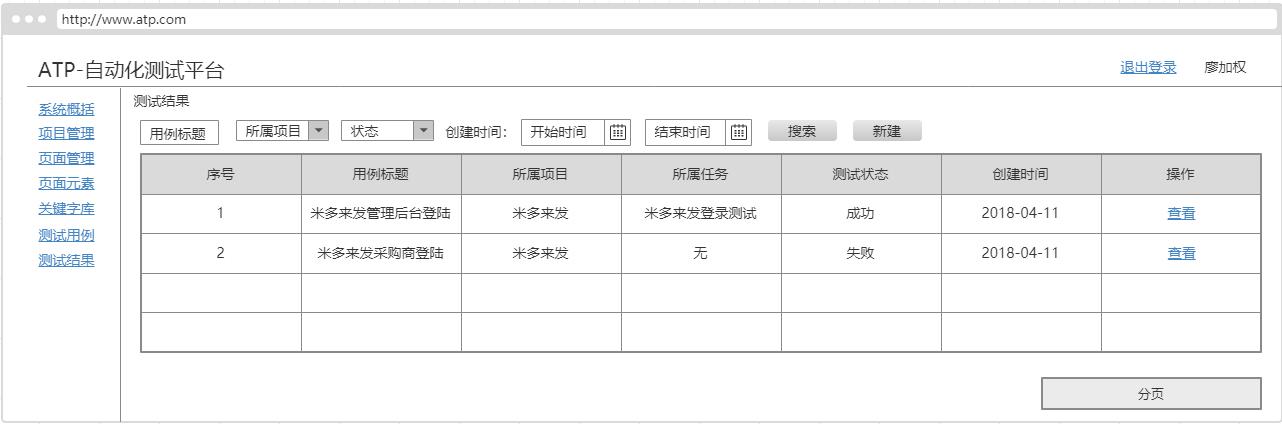 http://www.atp.com
ATP-自动化测试平台
退出登录 廖加权
系统概括
项目管理
页面管理
页面元素
关键字库
测试用例
测试结果
测试结果
用例标题 所属项目 状态 创建时间： 开始时间 结束时间 搜索 新建
序号 用例标题 所属项目 所属任务 测试状态 创建时间 操作
1 米多来发管理后台登陆 米多来发 米多来发登录测试 成功 2018-04-11 查看
2 米多来发采购商登陆 米多来发 无 失败 2018-04-11 查看
分页